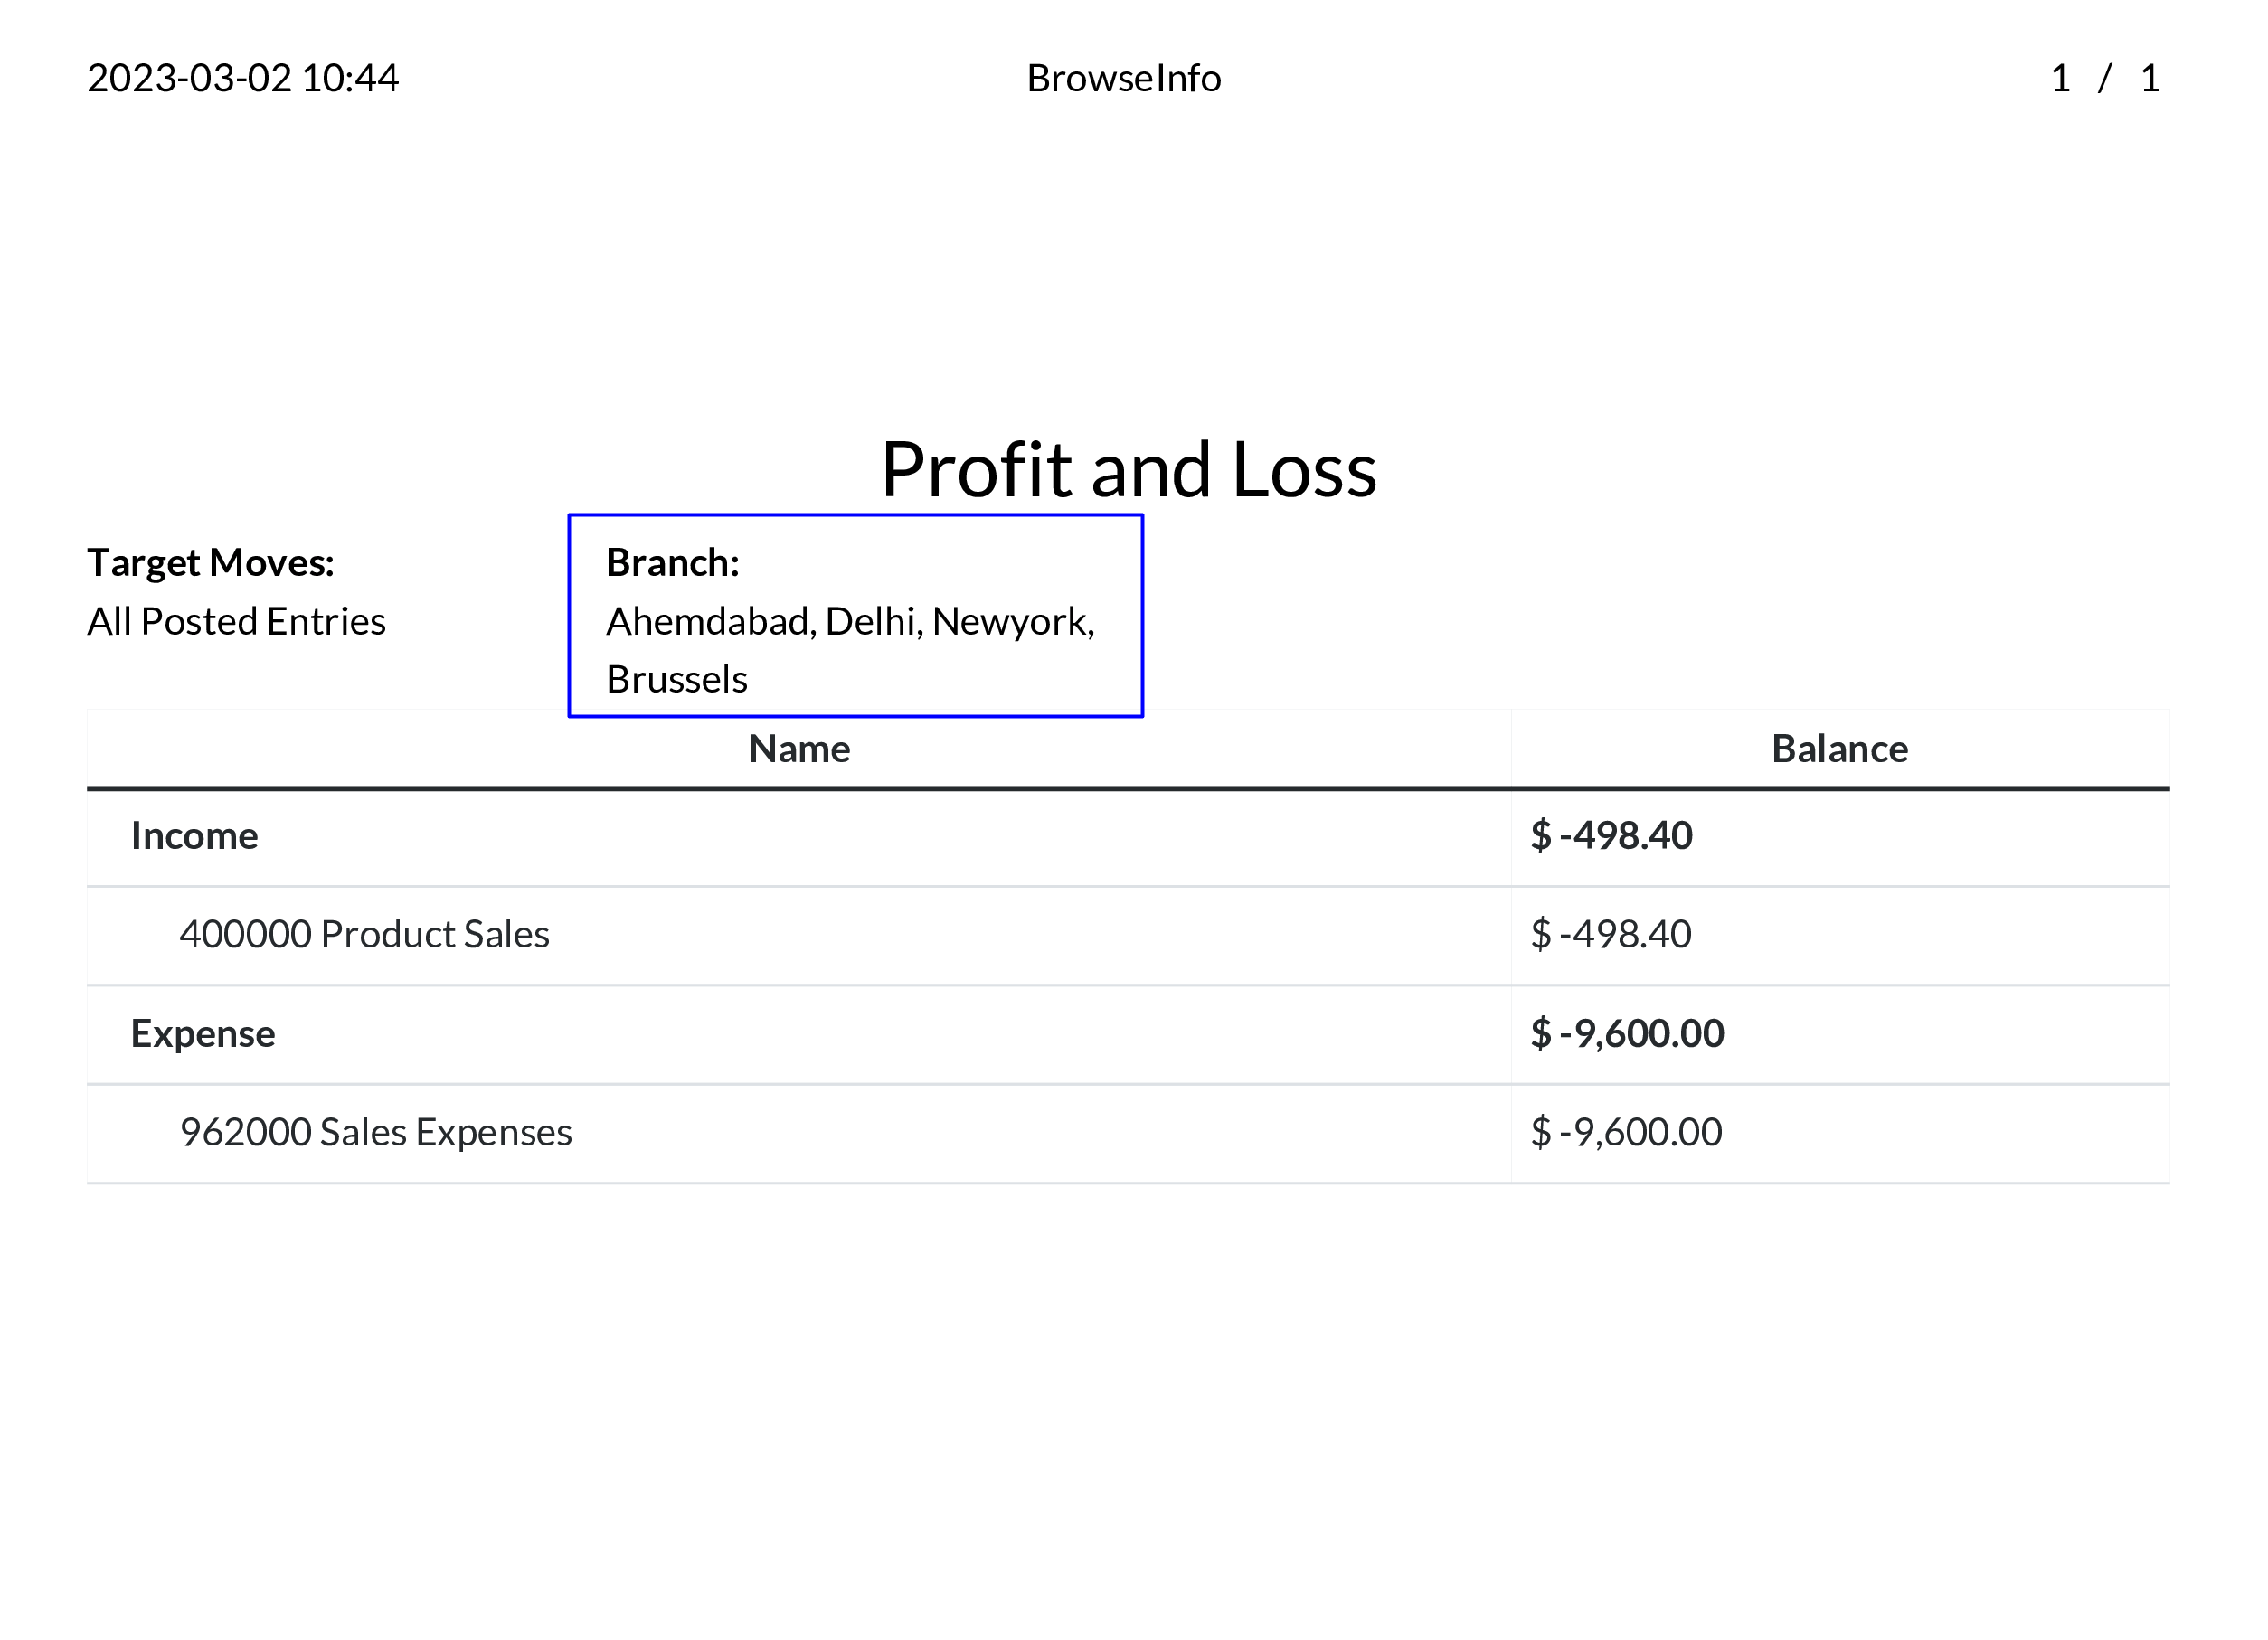 2023-03-02 10:44 BrowseInfo 1 / 1
Profit and Loss
Target Moves: Branch:
All Posted Entries Ahemdabad, Delhi, Newyork,
Brussels
Name Balance
Income $ -498.40
400000 Product Sales $ -498.40
Expense $ -9,600.00
962000 Sales Expenses $ -9,600.00